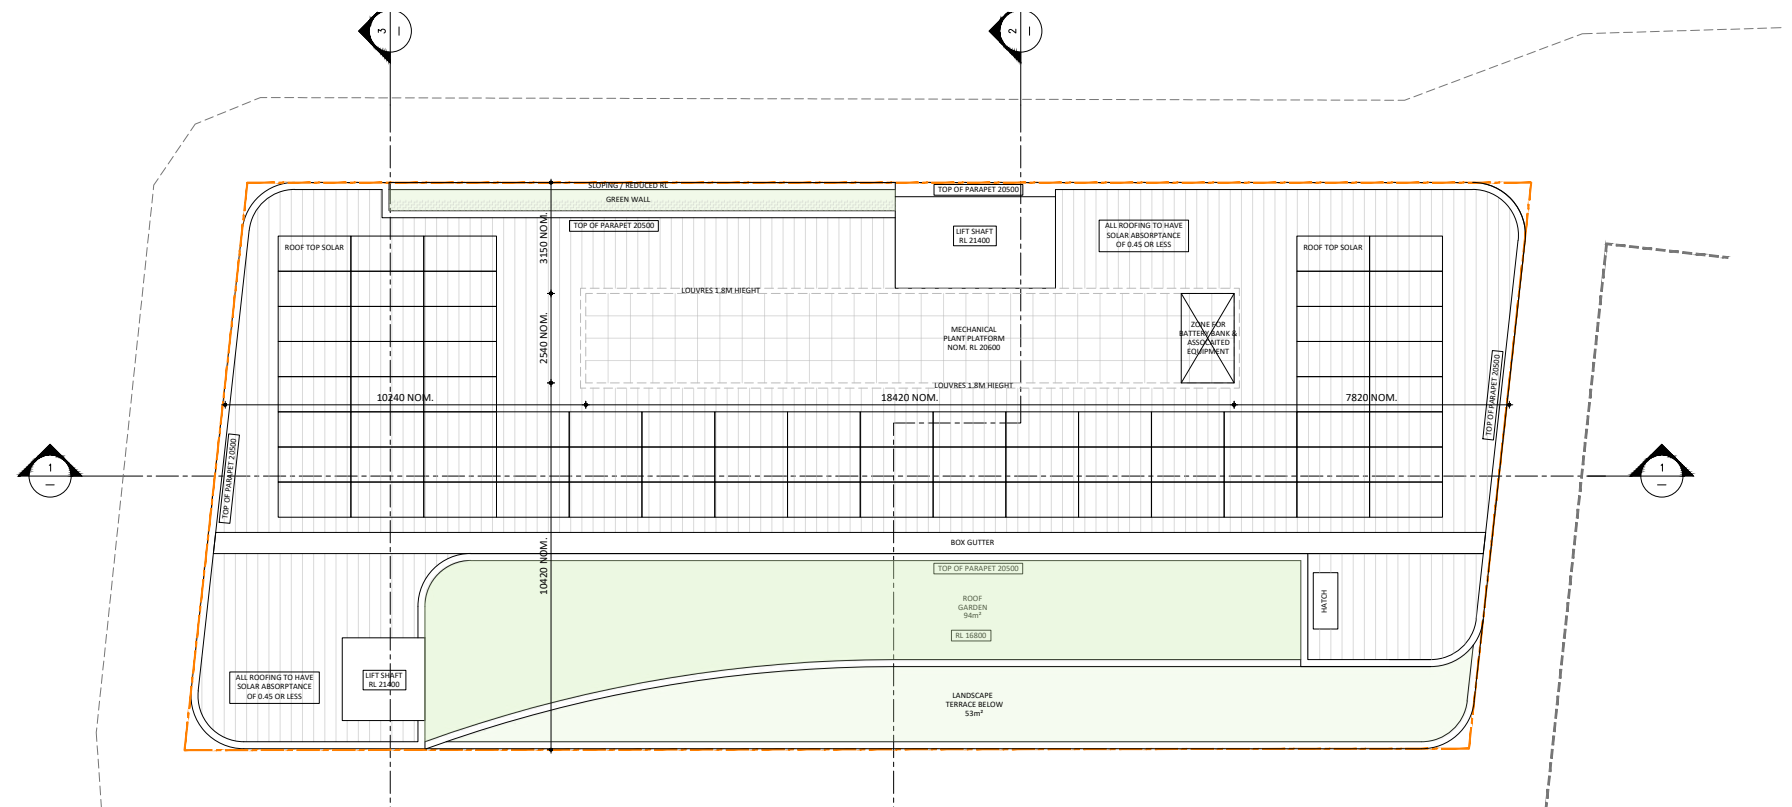 3
—
2
—
SLOPING / REDUCED RL
GREEN WALL
TOP OF PARAPET 20500
TOP OF PARAPET 20500
LIFT SHAFT
RL 21400
ALL ROOFING TO HAVE
SOLAR ABSORPTANCE
OF 0.45 OR LESS
ROOF TOP SOLAR
ROOF TOP SOLAR
3150 NOM.
LOUVRES 1.8M HIEGHT
2540 NOM.
MECHANICAL
PLANT PLATFORM
NOM. RL 20600
ZONE FOR
BATTERY BANK &
ASSOCAITED
EQUIPMENT
LOUVRES 1.8M HIEGHT
10240 NOM.
18420 NOM.
7820 NOM.
TOP OF PARAPET 20500
TOP OF PARAPET 20500
1
—
1
—
BOX GUTTER
10420 NOM.
TOP OF PARAPET 20500
ROOF
GARDEN
94m²
RL 16800
HATCH
ALL ROOFING TO HAVE
SOLAR ABSORPTANCE
OF 0.45 OR LESS
LIFT SHAFT
RL 21400
LANDSCAPE
TERRACE BELOW
53m²